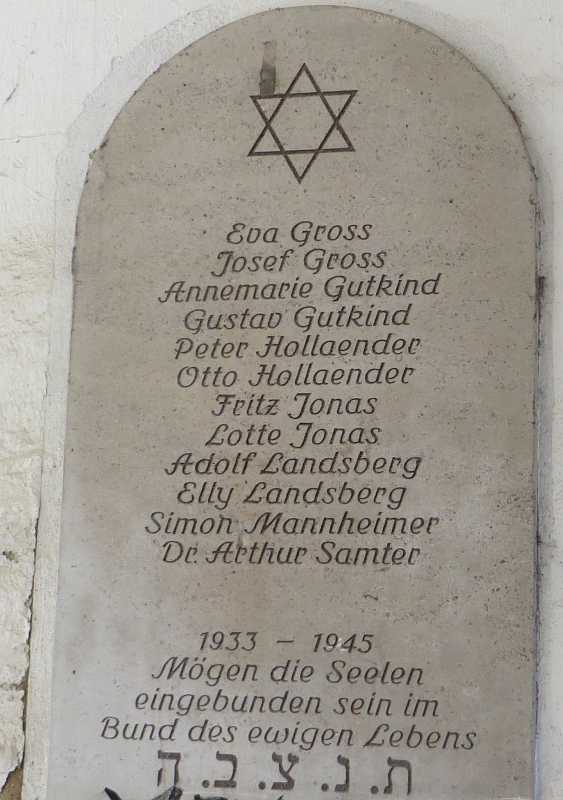 Eva Gross
Josef Gross
Annemarie Gutkind
Gustav Gutkind
Peter Hollaender
Otto Hollaender
Fritz Jonas
Lotte Jonas
Adolf Landsberg
Elly Landsberg
Simon Mannheimer
Dr. Arthur Samter
1933 – 1945
Mögen die Seelen
eingebunden sein im
Bund des ewigen Lebens
ת.נ.צ.ב.ה